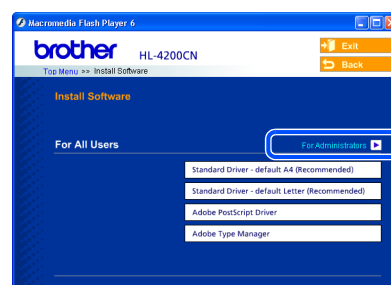 Macromedia Flash Player 6
brother HL-4200CN
Exit
Back
Top Menu >> Install Software
Install Software
For All Users
For Administrators
Standard Driver - default A4 (Recommended)
Standard Driver - default Letter (Recommended)
Adobe PostScript Driver
Adobe Type Manager